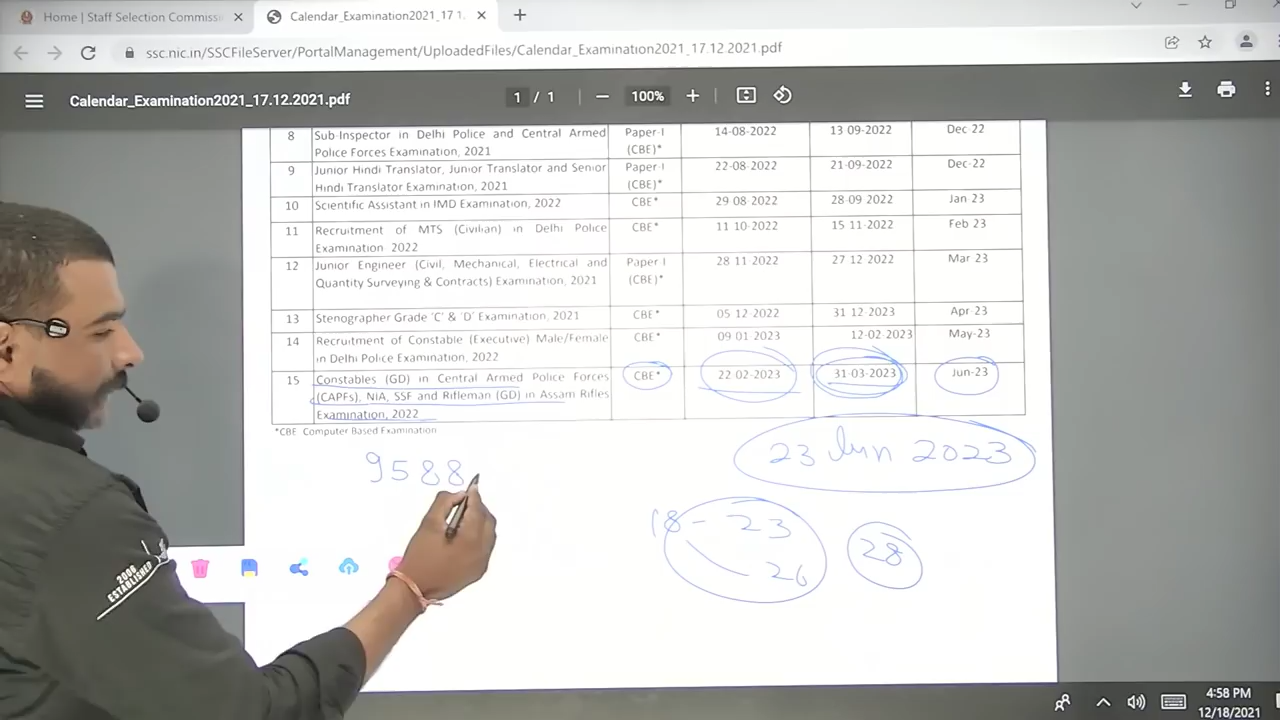 Home | Staff Selection Commiss
Calendar_Examination2021_17 1
ssc.nic.in/SSCFileServer/PortalManagement/UploadedFiles/Calendar_Examination2021_17.12.2021.pdf
Calendar_Examination2021_17.12.2021.pdf
1 / 1
100%
8 Sub-Inspector in Delhi Police and Central Armed Paper-I 14-08-2022 13 09-2022 Dec 22
Police Forces Examination, 2021 (CBE)*
9 Junior Hindi Translator, Junior Translator and Senior Paper-I 22-08-2022 21-09-2022 Dec-22
Hindi Translator Examination, 2021 (CBE)*
10 Scientific Assistant in IMD Examination, 2022 CBE* 29 08-2022 28-09 2022 Jan-23
11 Recruitment of MTS (Civilian) in Delhi Police CBE* 11 10-2022 15 11-2022 Feb 23
Examination 2022
12 Junior Engineer (Civil, Mechanical, Electrical and Paper I 28 11 2022 27 12 2022 Mar 23
Quantity Surveying & Contracts) Examination, 2021 (CBE)*
13 Stenographer Grade 'C' & 'D' Examination, 2021 CBE* 05 12-2022 31 12-2023 Apr-23
14 Recruitment of Constable (Executive) Male/Female CBE* 09 01 2023 12-02-2023 May-23
in Delhi Police Examination, 2022
15 Constables (GD) in Central Armed Police Forces CBE* 22-02-2023 31-03-2023 Jun-23
(CAPFs), NIA, SSF and Rifleman (GD) in Assam Rifles
Examination, 2022
*CBE Computer Based Examination
23 Jun 2023
9588
18 - 23
26
28
2006
ESTABLISHED
4:58 PM
12/18/2021